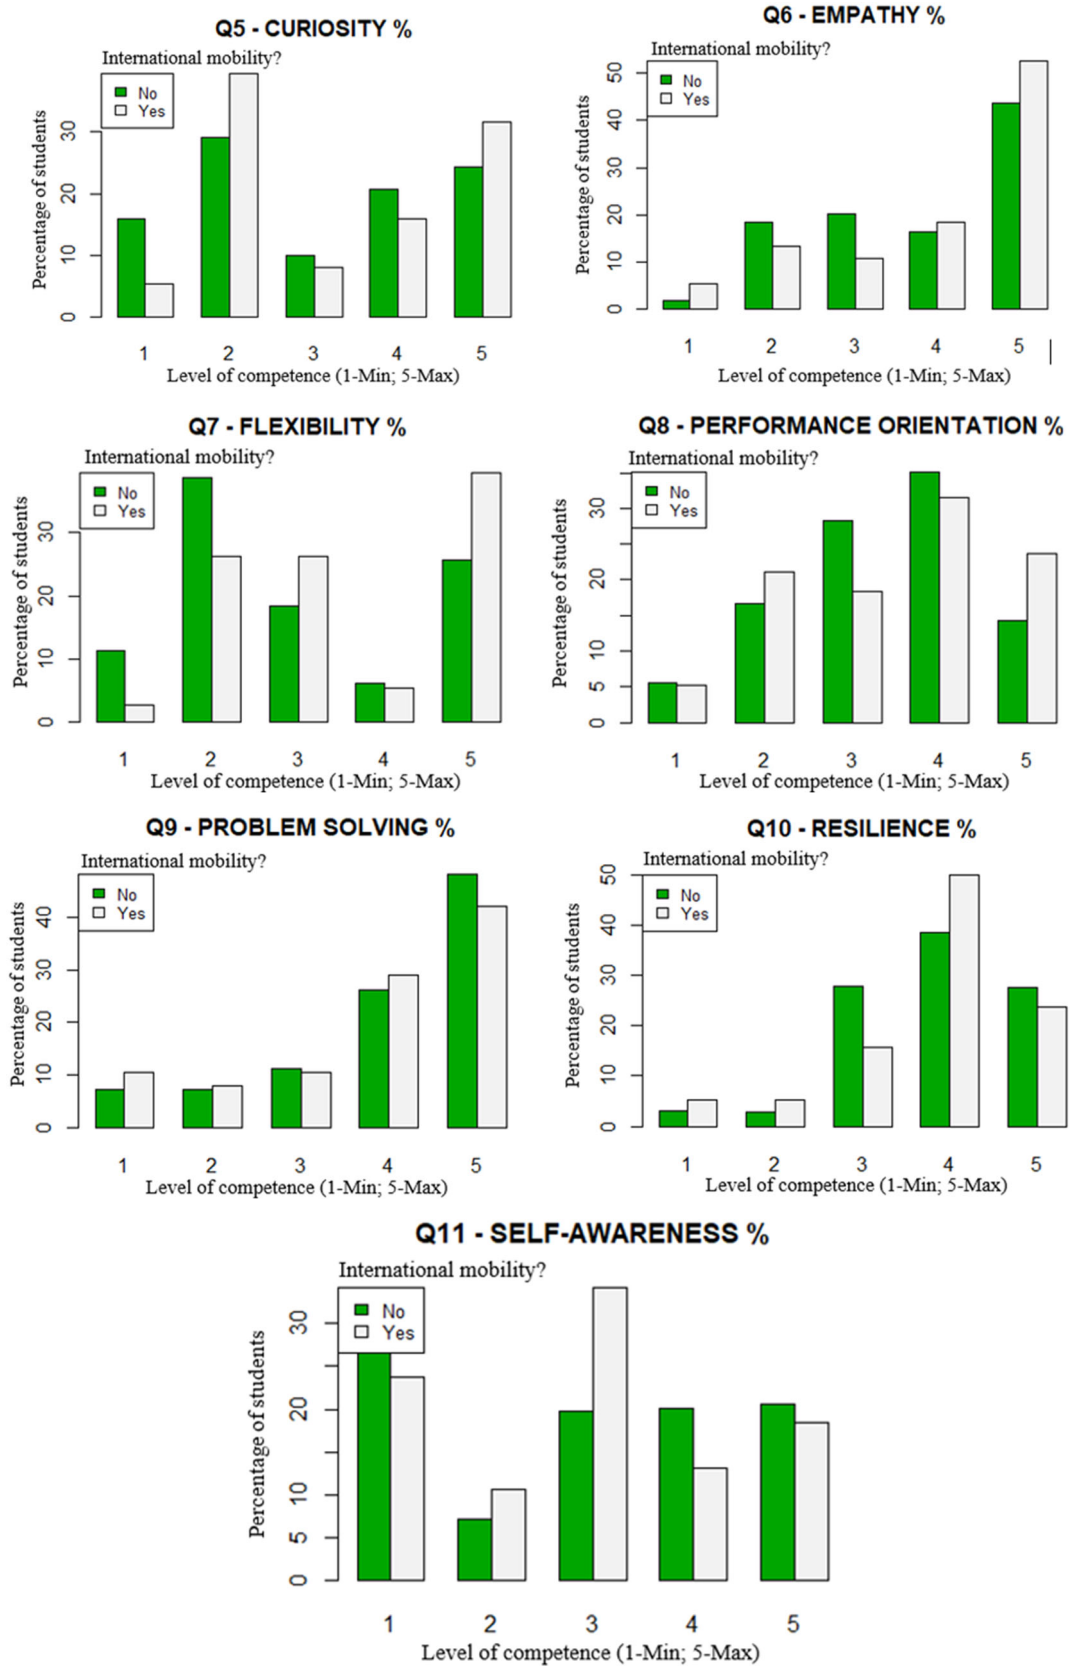 Q5 - CURIOSITY %
International mobility?
No
Yes
Percentage of students
0 10 20 30
1 2 3 4 5
Level of competence (1-Min; 5-Max)
Q6 - EMPATHY %
International mobility?
No
Yes
Percentage of students
0 10 20 30 40 50
1 2 3 4 5
Level of competence (1-Min; 5-Max)
Q7 - FLEXIBILITY %
International mobility?
No
Yes
Percentage of students
0 10 20 30
1 2 3 4 5
Level of competence (1-Min; 5-Max)
Q8 - PERFORMANCE ORIENTATION %
International mobility?
No
Yes
Percentage of students
0 5 10 20 30
1 2 3 4 5
Level of competence (1-Min; 5-Max)
Q9 - PROBLEM SOLVING %
International mobility?
No
Yes
Percentage of students
0 10 20 30 40
1 2 3 4 5
Level of competence (1-Min; 5-Max)
Q10 - RESILIENCE %
International mobility?
No
Yes
Percentage of students
0 10 20 30 40 50
1 2 3 4 5
Level of competence (1-Min; 5-Max)
Q11 - SELF-AWARENESS %
International mobility?
No
Yes
Percentage of students
0 5 10 20 30
1 2 3 4 5
Level of competence (1-Min; 5-Max)